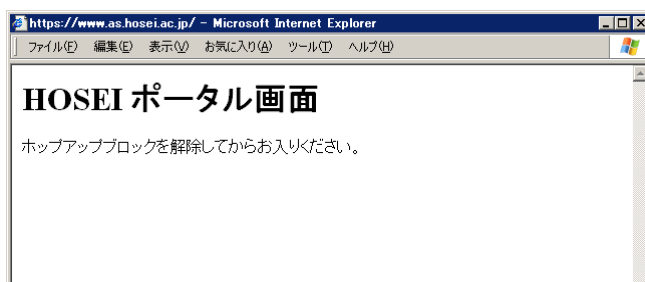 https://www.as.hosei.ac.jp/ - Microsoft Internet Explorer
ファイル(F) 編集(E) 表示(V) お気に入り(A) ツール(T) ヘルプ(H)
HOSEI ポータル画面
ホップアップブロックを解除してからお入りください。